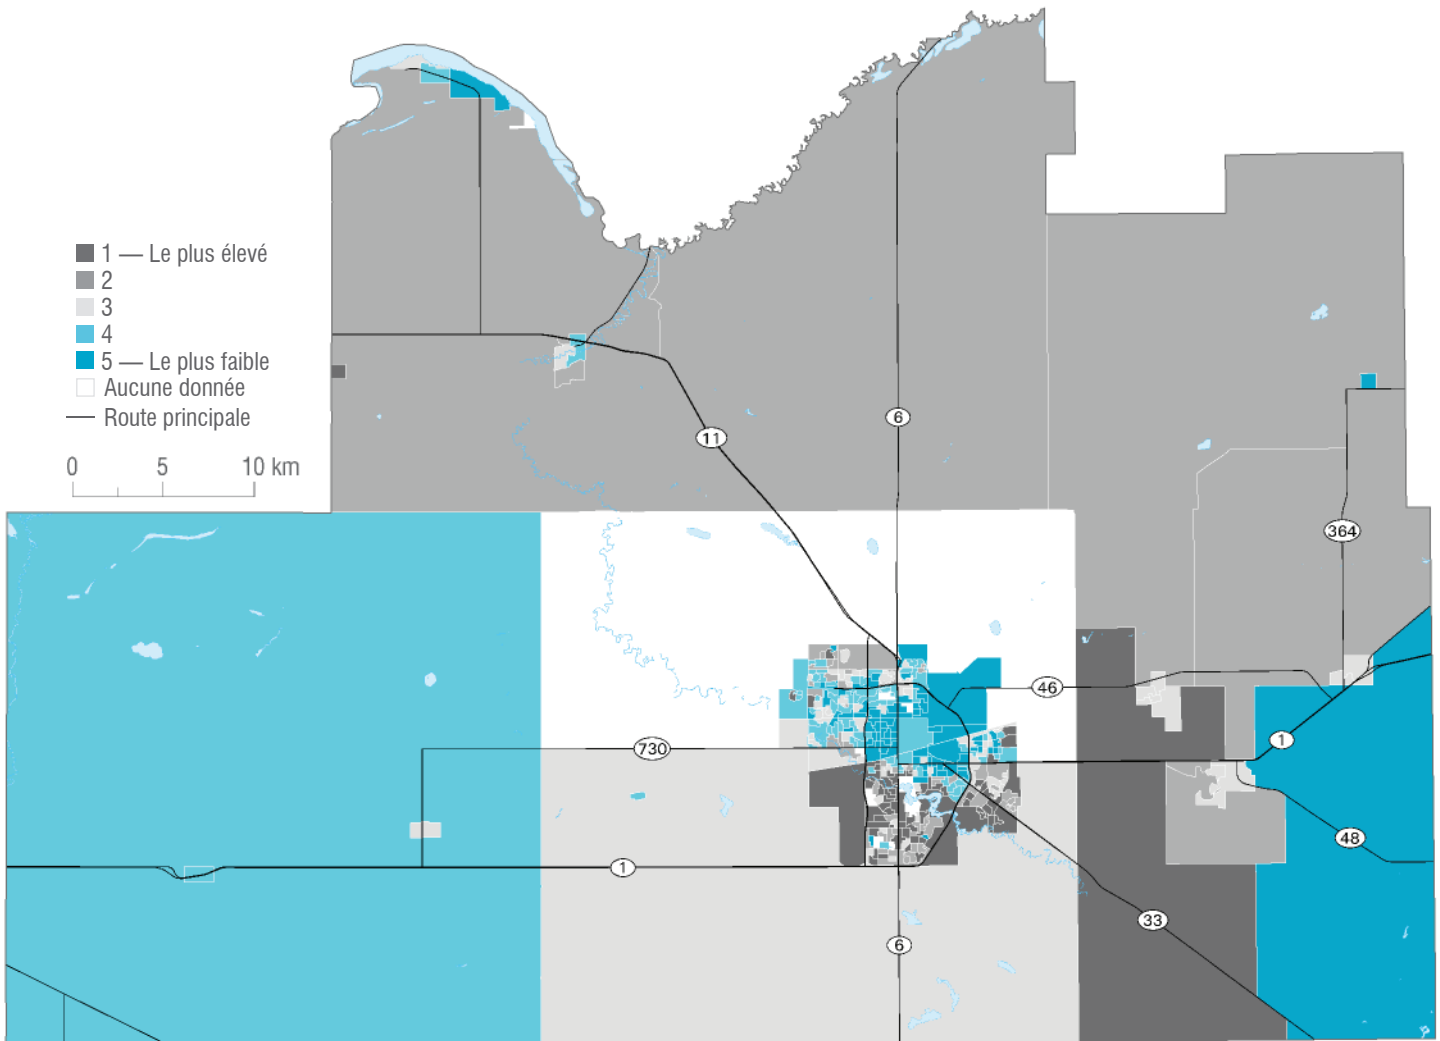 1 — Le plus élevé
2
3
4
5 — Le plus faible
Aucune donnée
Route principale
0 5 10 km
6
11
364
46
1
730
48
1
33
6